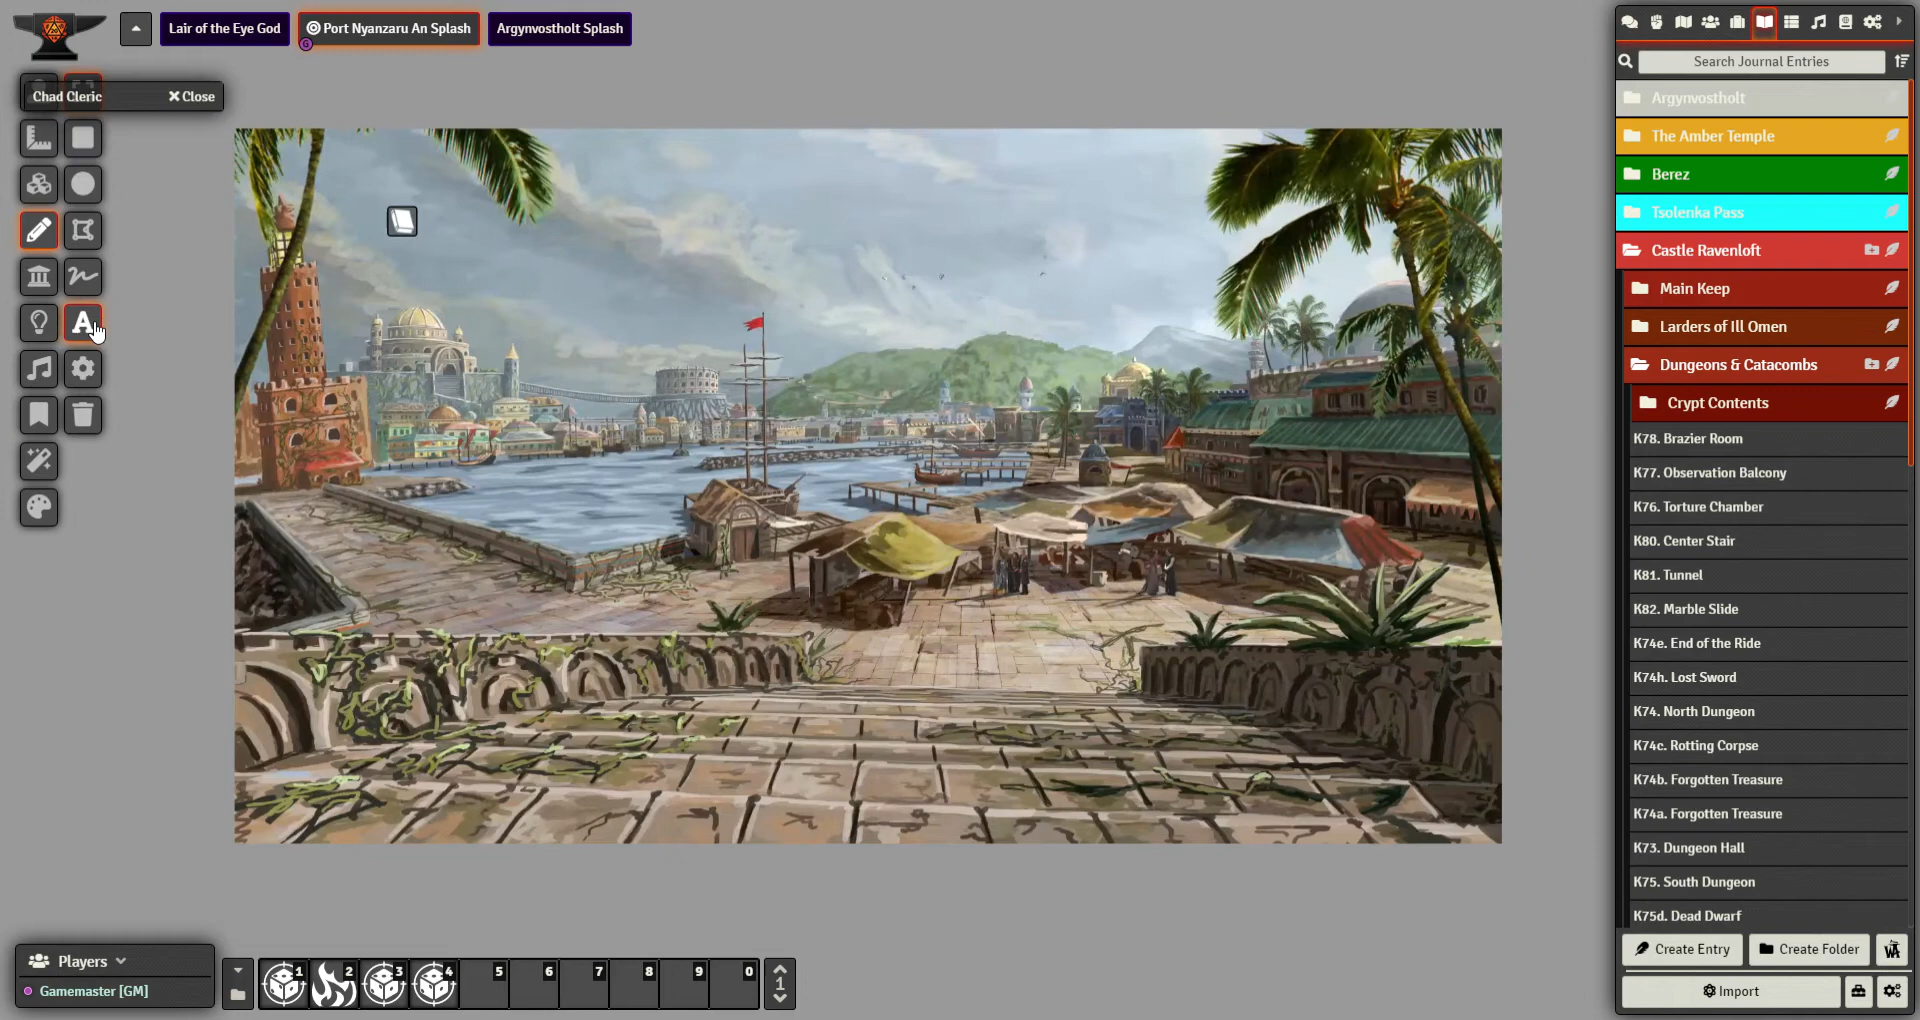 Lair of the Eye God
Port Nyanzaru An Splash
G
Argynvostholt Splash
Chad Cleric
Close
A
Search Journal Entries
Argynvostholt
The Amber Temple
Berez
Tsolenka Pass
Castle Ravenloft
Main Keep
Larders of Ill Omen
Dungeons & Catacombs
Crypt Contents
K78. Brazier Room
K77. Observation Balcony
K76. Torture Chamber
K80. Center Stair
K81. Tunnel
K82. Marble Slide
K74e. End of the Ride
K74h. Lost Sword
K74. North Dungeon
K74c. Rotting Corpse
K74b. Forgotten Treasure
K74a. Forgotten Treasure
K73. Dungeon Hall
K75. South Dungeon
K75d. Dead Dwarf
Create Entry
Create Folder
Import
Players
Gamemaster [GM]
1 2 3 4 5 6 7 8 9 0
1